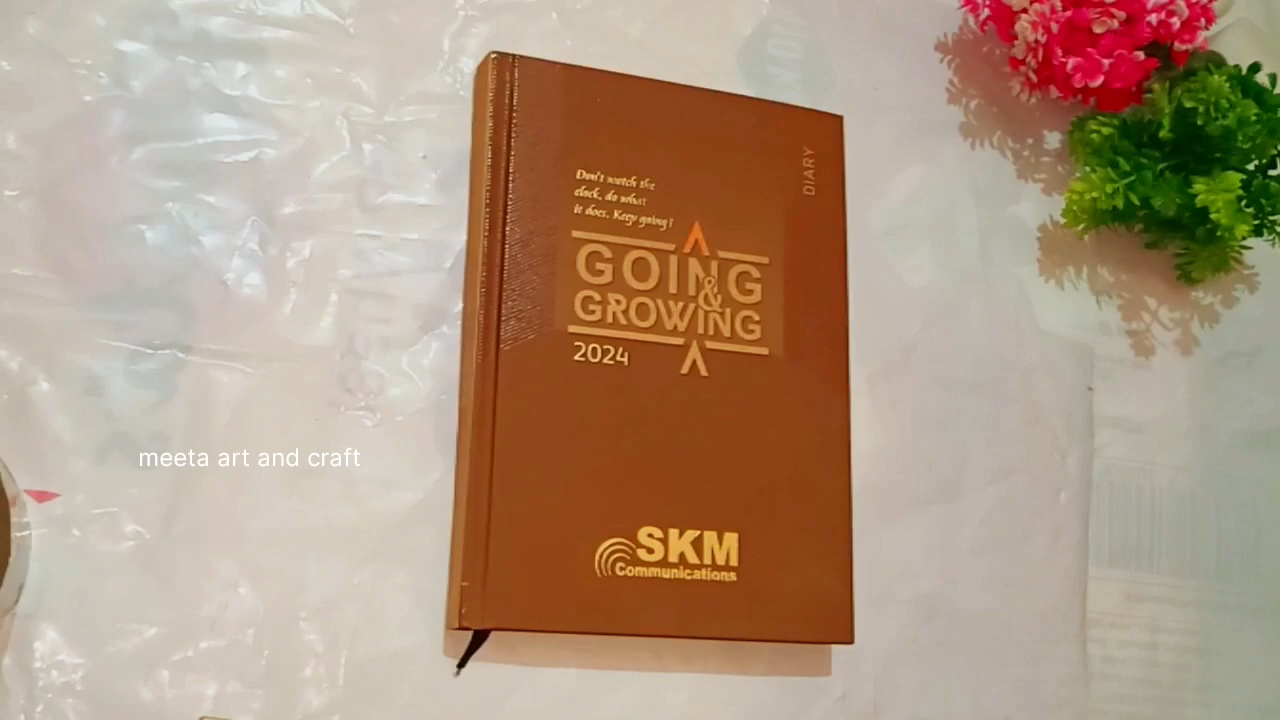 Don't watch the
clock, do what
it does. Keep going!
DIARY
GOING
&
GROWING
2024
SKM
Communications
meeta art and craft